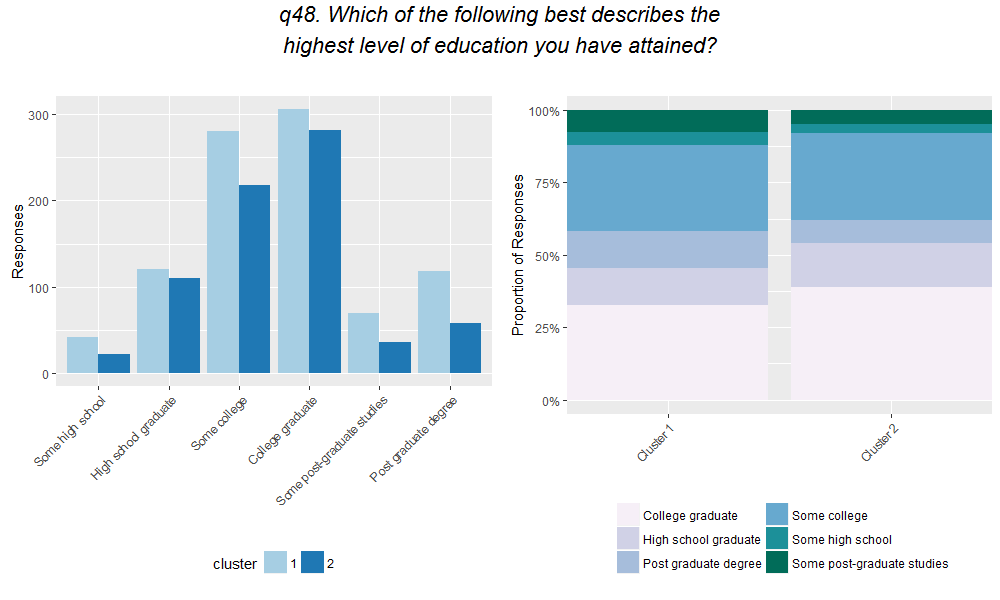 q48. Which of the following best describes the
highest level of education you have attained?
Responses
300
200
100
0
Some high school
High school graduate
Some college
College graduate
Some post-graduate studies
Post graduate degree
cluster
1
2
Proportion of Responses
100%
75%
50%
25%
0%
Cluster 1
Cluster 2
College graduate
Some college
High school graduate
Some high school
Post graduate degree
Some post-graduate studies